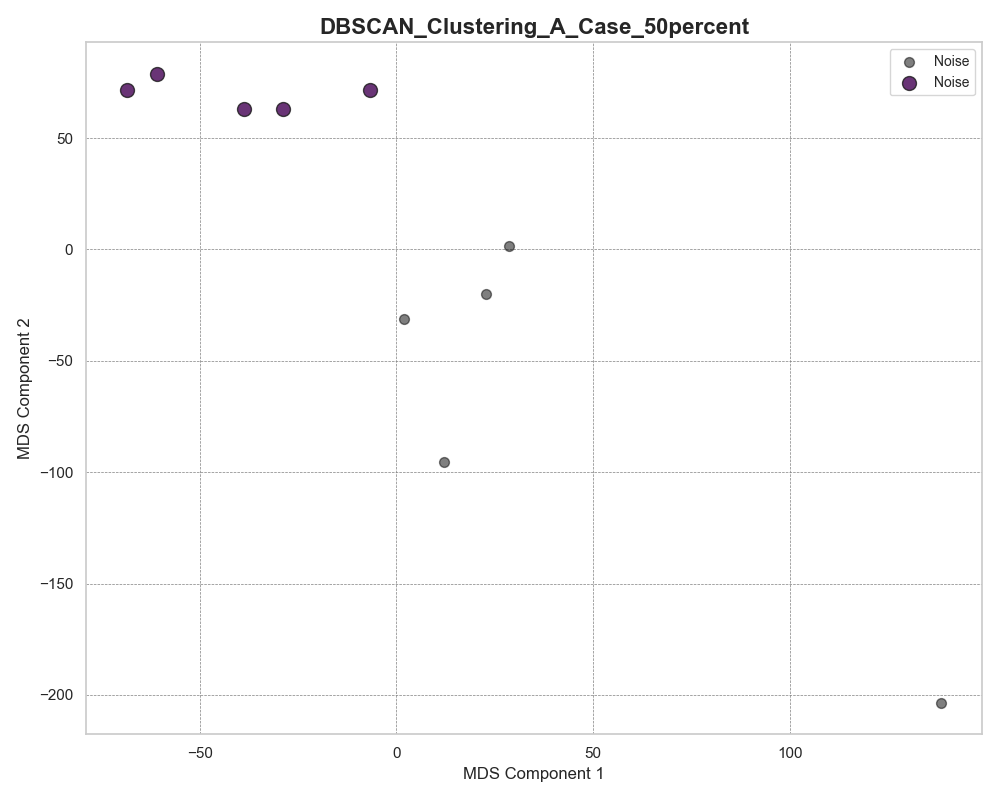 DBSCAN_Clustering_A_Case_50percent
Noise
Noise
50
0
−50
−100
−150
−200
MDS Component 2
−50
0
50
100
MDS Component 1